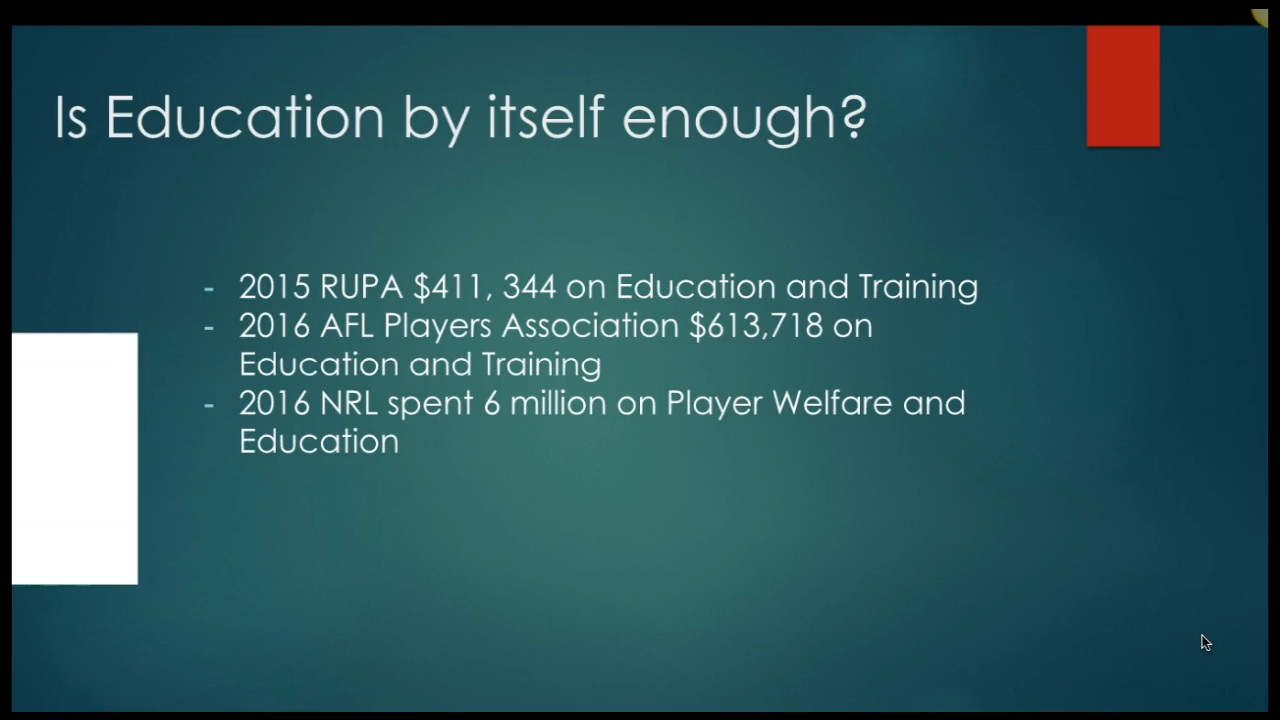 Is Education by itself enough?
- 2015 RUPA $411, 344 on Education and Training
- 2016 AFL Players Association $613,718 on
Education and Training
- 2016 NRL spent 6 million on Player Welfare and
Education